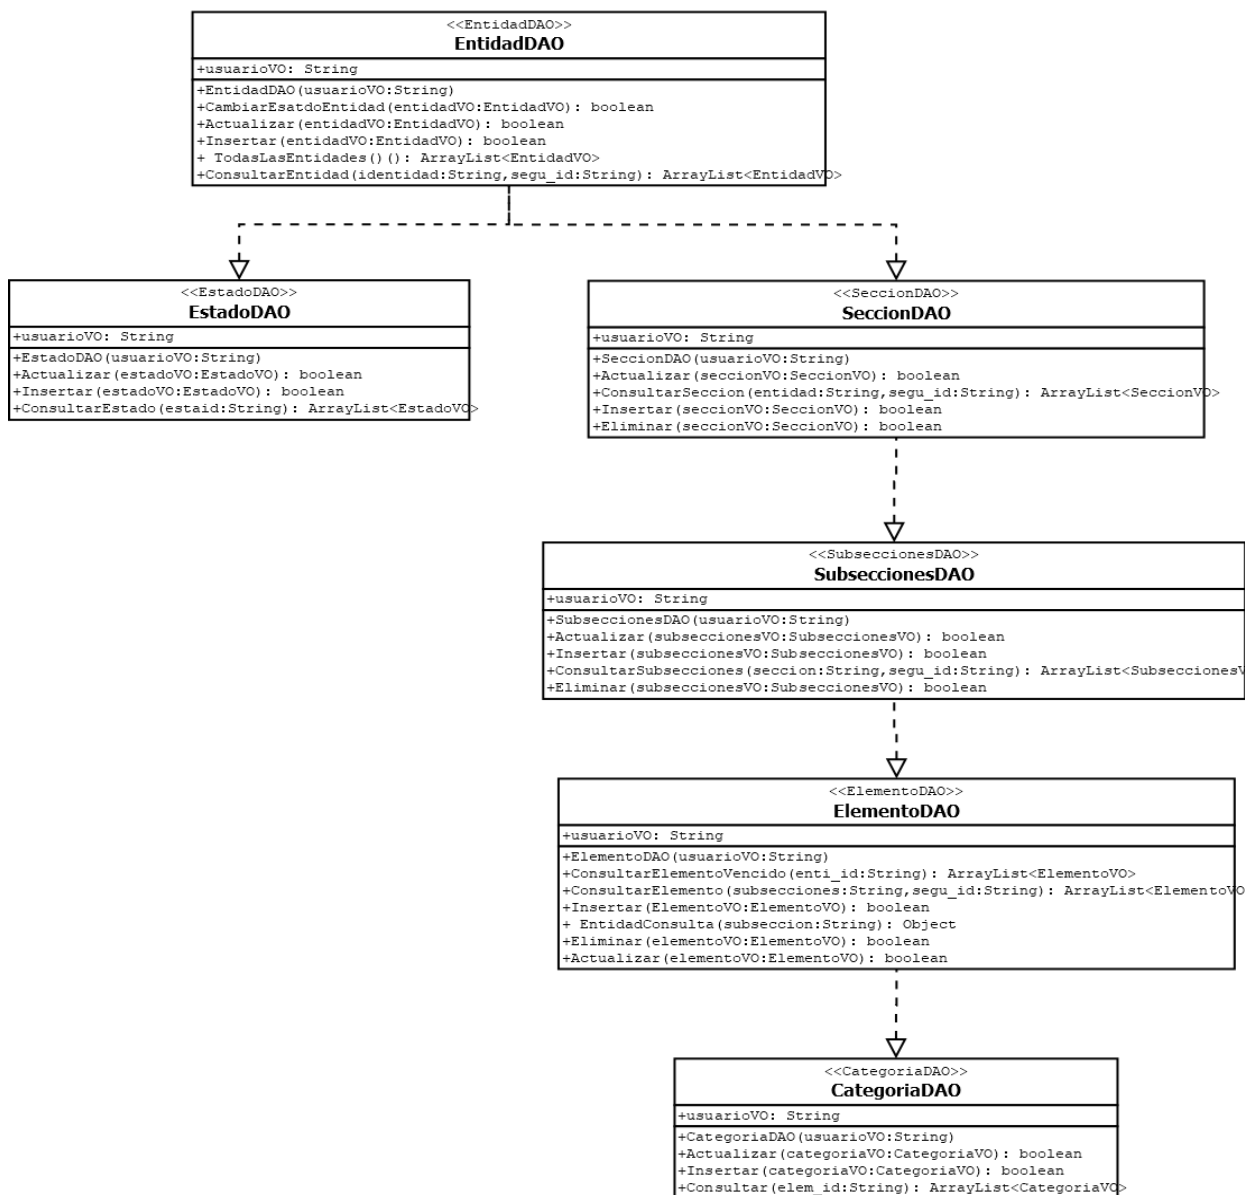 <<EntidadDAO>>
EntidadDAO
+usuarioVO: String
+EntidadDAO(usuarioVO:String)
+CambiarEsatdoEntidad(entidadVO:EntidadVO): boolean
+Actualizar(entidadVO:EntidadVO): boolean
+Insertar(entidadVO:EntidadVO): boolean
+ TodasLasEntidades()(): ArrayList<EntidadVO>
+ConsultarEntidad(identidad:String,segu_id:String): ArrayList<EntidadVO>
<<EstadoDAO>>
EstadoDAO
+usuarioVO: String
+EstadoDAO(usuarioVO:String)
+Actualizar(estadoVO:EstadoVO): boolean
+Insertar(estadoVO:EstadoVO): boolean
+ConsultarEstado(estaid:String): ArrayList<EstadoVO>
<<SeccionDAO>>
SeccionDAO
+usuarioVO: String
+SeccionDAO(usuarioVO:String)
+Actualizar(seccionVO:SeccionVO): boolean
+ConsultarSeccion(entidad:String,segu_id:String): ArrayList<SeccionVO>
+Insertar(seccionVO:SeccionVO): boolean
+Eliminar(seccionVO:SeccionVO): boolean
<<SubseccionesDAO>>
SubseccionesDAO
+usuarioVO: String
+SubseccionesDAO(usuarioVO:String)
+Actualizar(subseccionesVO:SubseccionesVO): boolean
+Insertar(subseccionesVO:SubseccionesVO): boolean
+ConsultarSubsecciones(seccion:String,segu_id:String): ArrayList<SubseccionesV
+Eliminar(subseccionesVO:SubseccionesVO): boolean
<<ElementoDAO>>
ElementoDAO
+usuarioVO: String
+ElementoDAO(usuarioVO:String)
+ConsultarElementoVencido(enti_id:String): ArrayList<ElementoVO>
+ConsultarElemento(subsecciones:String,segu_id:String): ArrayList<ElementoVO
+Insertar(ElementoVO:ElementoVO): boolean
+ EntidadConsulta(subseccion:String): Object
+Eliminar(elementoVO:ElementoVO): boolean
+Actualizar(elementoVO:ElementoVO): boolean
<<CategoriaDAO>>
CategoriaDAO
+usuarioVO: String
+CategoriaDAO(usuarioVO:String)
+Actualizar(categoriaVO:CategoriaVO): boolean
+Insertar(categoriaVO:CategoriaVO): boolean
+Consultar(elem_id:String): ArrayList<CategoriaVO>